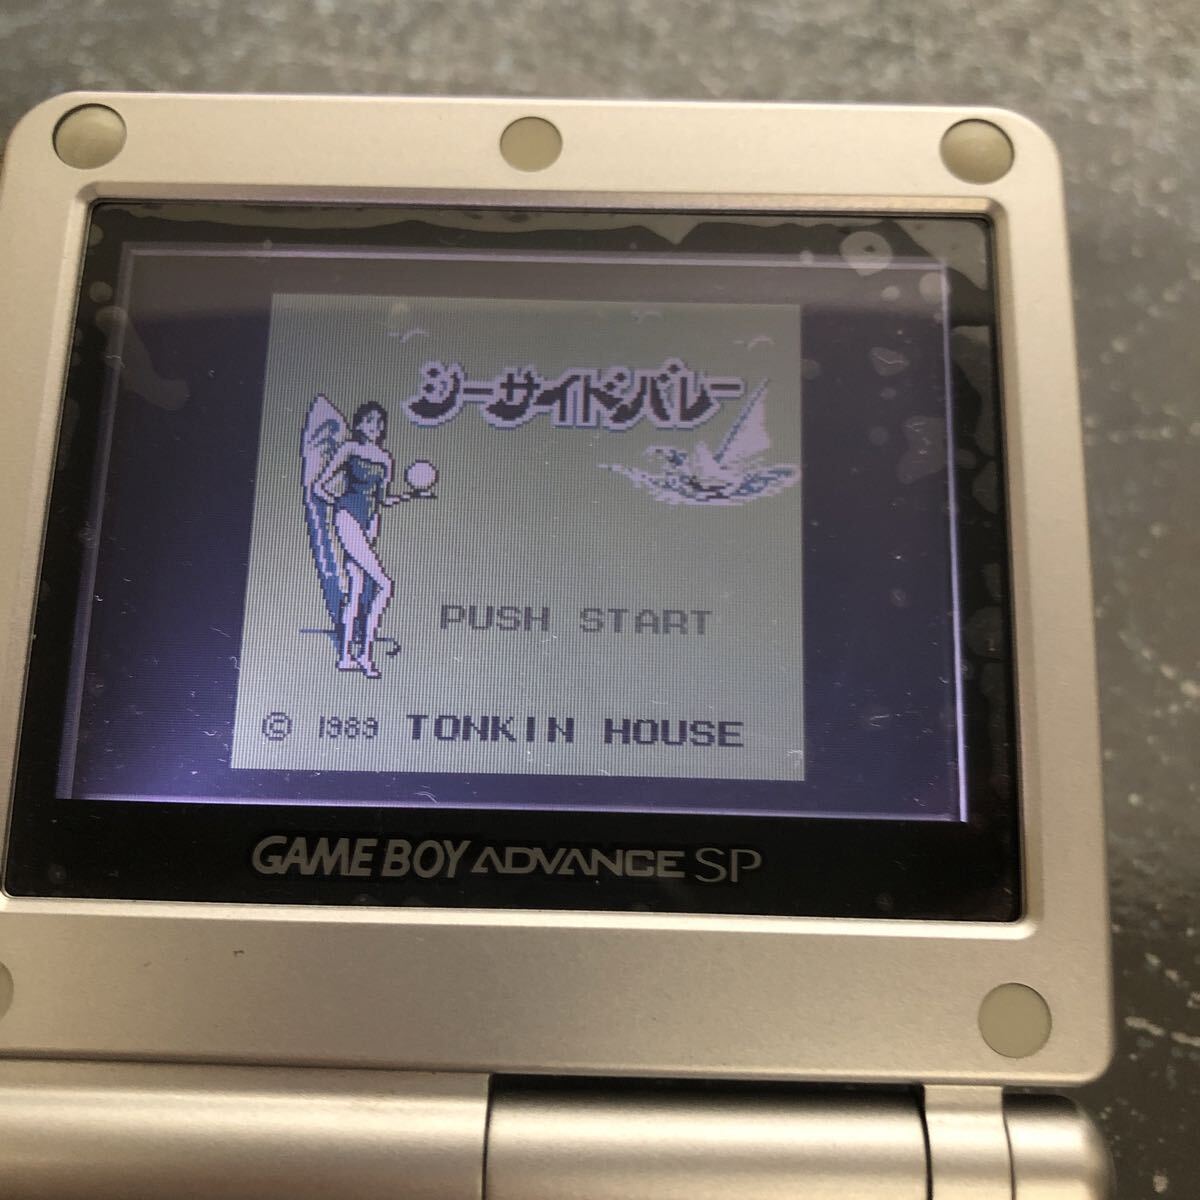 シーサイドバレー
PUSH START
© 1989 TONKIN HOUSE
GAME BOY ADVANCE SP